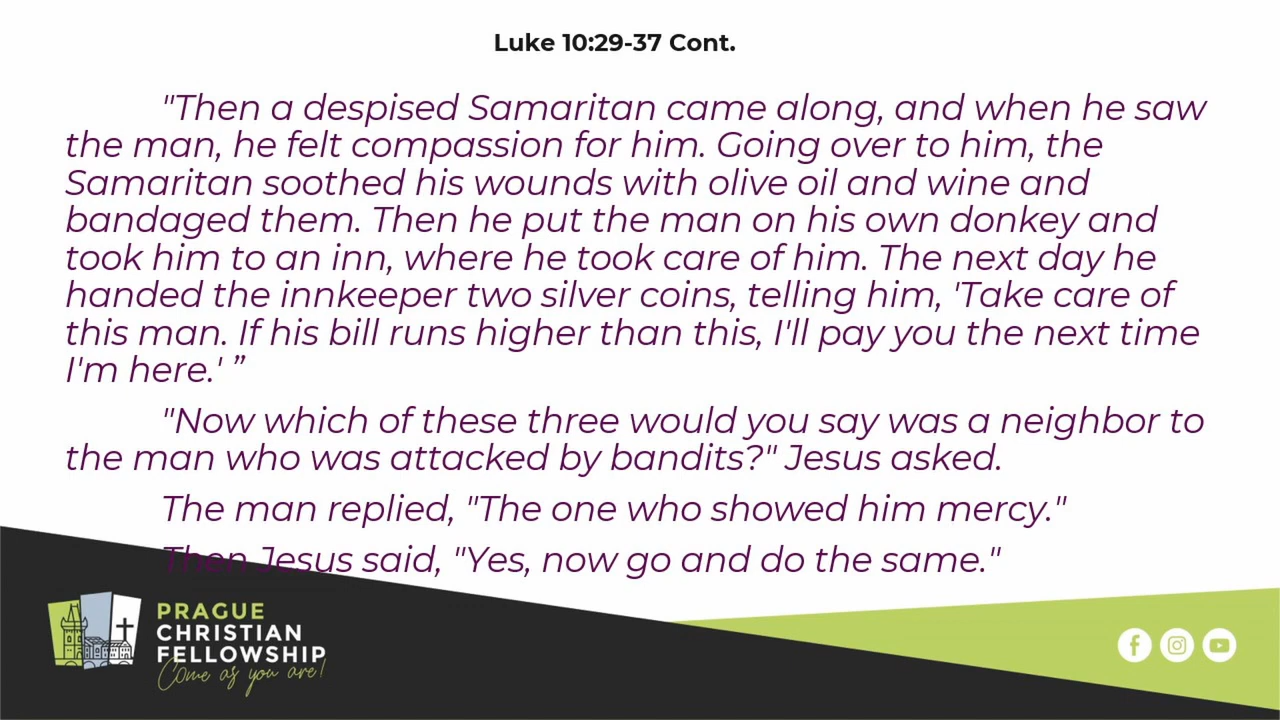 Luke 10:29-37 Cont.
"Then a despised Samaritan came along, and when he saw
the man, he felt compassion for him. Going over to him, the
Samaritan soothed his wounds with olive oil and wine and
bandaged them. Then he put the man on his own donkey and
took him to an inn, where he took care of him. The next day he
handed the innkeeper two silver coins, telling him, 'Take care of
this man. If his bill runs higher than this, I'll pay you the next time
I'm here.' ”
"Now which of these three would you say was a neighbor to
the man who was attacked by bandits?" Jesus asked.
The man replied, "The one who showed him mercy."
Then Jesus said, "Yes, now go and do the same."
PRAGUE
CHRISTIAN
FELLOWSHIP
Come as you are!